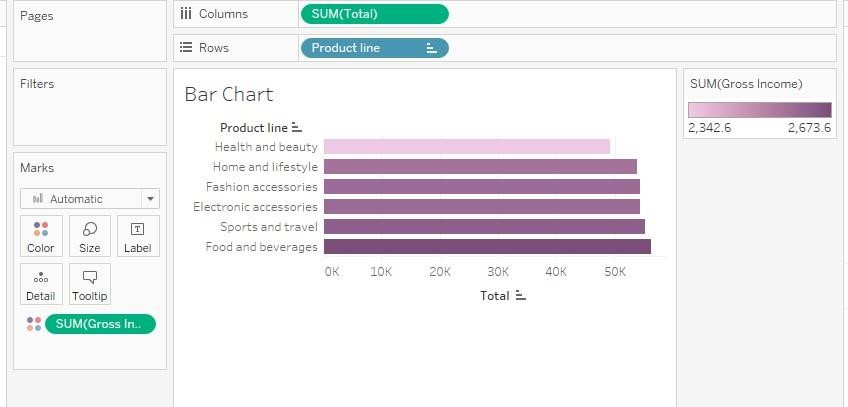 Pages
Columns
SUM(Total)
Rows
Product line
Filters
Marks
Automatic
Color
Size
Label
Detail
Tooltip
SUM(Gross In..
Bar Chart
Product line
Health and beauty
Home and lifestyle
Fashion accessories
Electronic accessories
Sports and travel
Food and beverages
0K 10K 20K 30K 40K 50K
Total
SUM(Gross Income)
2,342.6 2,673.6